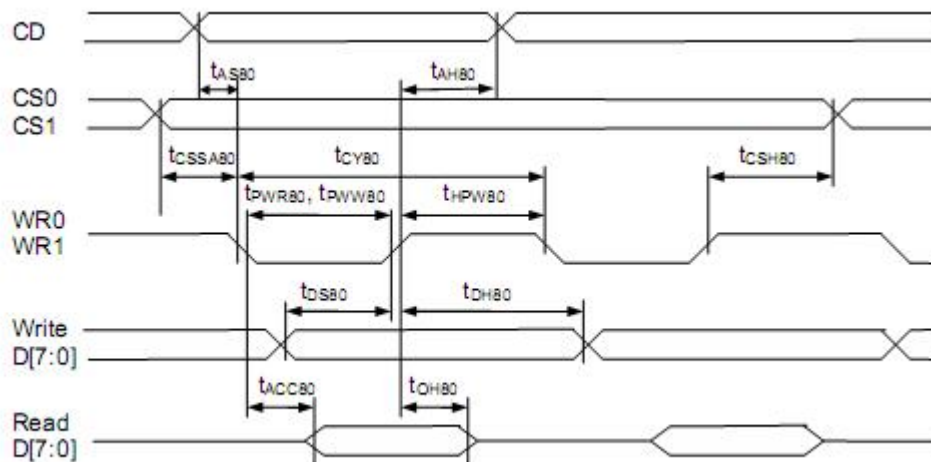 CD
tAS80 tAH80
CS0
CS1
tCSSA80 tCY80 tCSH80
tPWR80, tPWW80 tHPW80
WR0
WR1
tDS80 tDH80
Write
D[7:0]
tACC80 tOH80
Read
D[7:0]